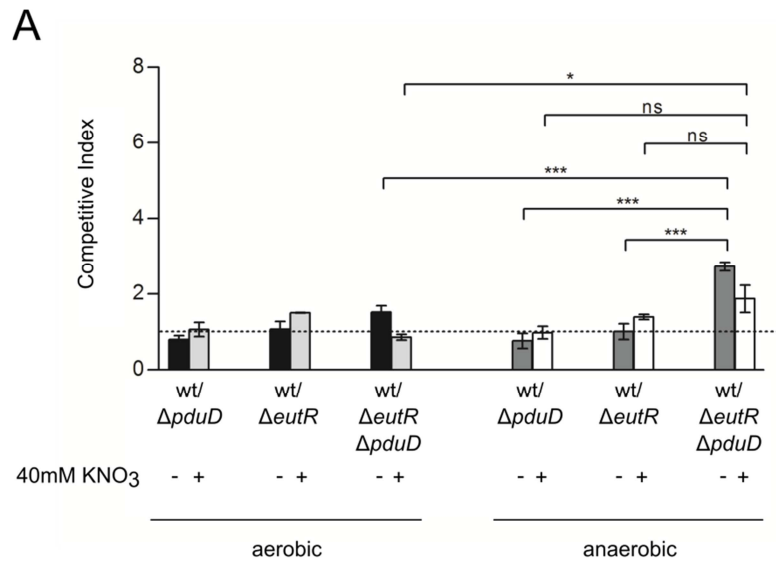 A
8
*
ns
6
ns
***
4
***
***
2
0
Competitive Index
wt/ wt/ wt/ wt/ wt/ wt/
ΔpduD ΔeutR ΔeutR ΔpduD ΔeutR ΔeutR
ΔpduD ΔpduD
40mM KNO3 - + - + - + - + - + - +
aerobic anaerobic